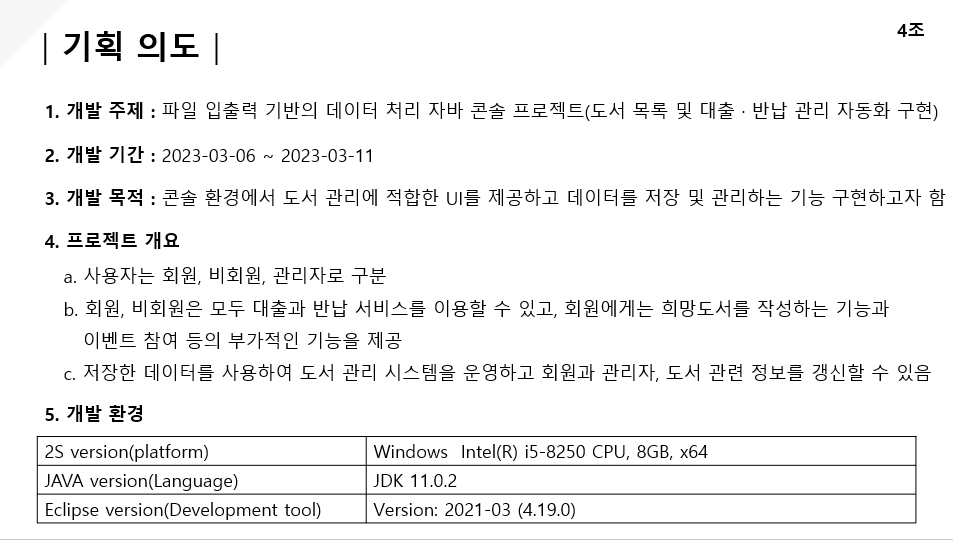 4조
| 기획 의도 |
1. 개발 주제 : 파일 입출력 기반의 데이터 처리 자바 콘솔 프로젝트(도서 목록 및 대출 · 반납 관리 자동화 구현)
2. 개발 기간 : 2023-03-06 ~ 2023-03-11
3. 개발 목적 : 콘솔 환경에서 도서 관리에 적합한 UI를 제공하고 데이터를 저장 및 관리하는 기능 구현하고자 함
4. 프로젝트 개요
a. 사용자는 회원, 비회원, 관리자로 구분
b. 회원, 비회원은 모두 대출과 반납 서비스를 이용할 수 있고, 회원에게는 희망도서를 작성하는 기능과
이벤트 참여 등의 부가적인 기능을 제공
c. 저장한 데이터를 사용하여 도서 관리 시스템을 운영하고 회원과 관리자, 도서 관련 정보를 갱신할 수 있음
5. 개발 환경
2S version(platform) Windows Intel(R) i5-8250 CPU, 8GB, x64
JAVA version(Language) JDK 11.0.2
Eclipse version(Development tool) Version: 2021-03 (4.19.0)